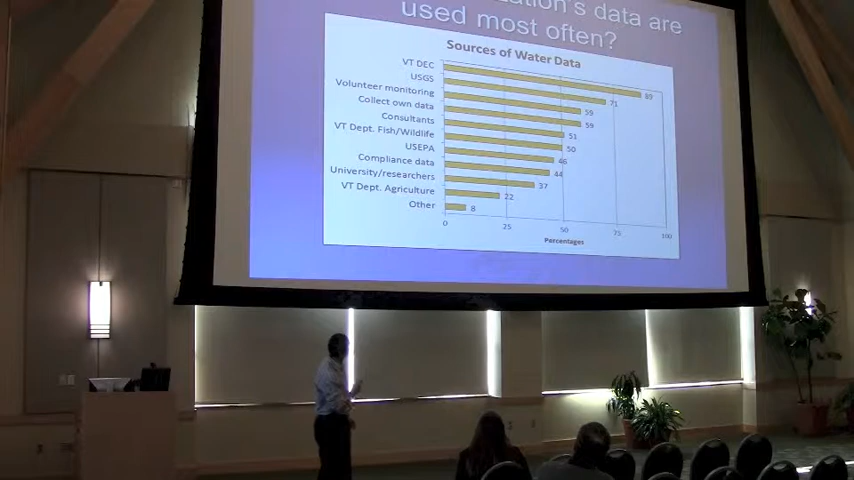 data are
used most often?
Sources of Water Data
VT DEC 89
USGS 71
Volunteer monitoring 59
Collect own data 59
Consultants 51
VT Dept. Fish/Wildlife 50
USEPA 46
Compliance data 44
University/researchers 37
VT Dept. Agriculture 22
Other 8
0 25 50 75 100
Percentages